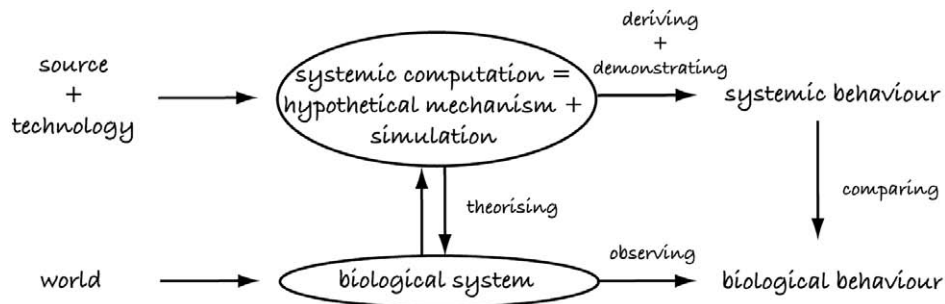 source
+
technology
systemic computation =
hypothetical mechanism +
simulation
deriving
+
demonstrating
systemic behaviour
theorising
comparing
world
biological system
observing
biological behaviour